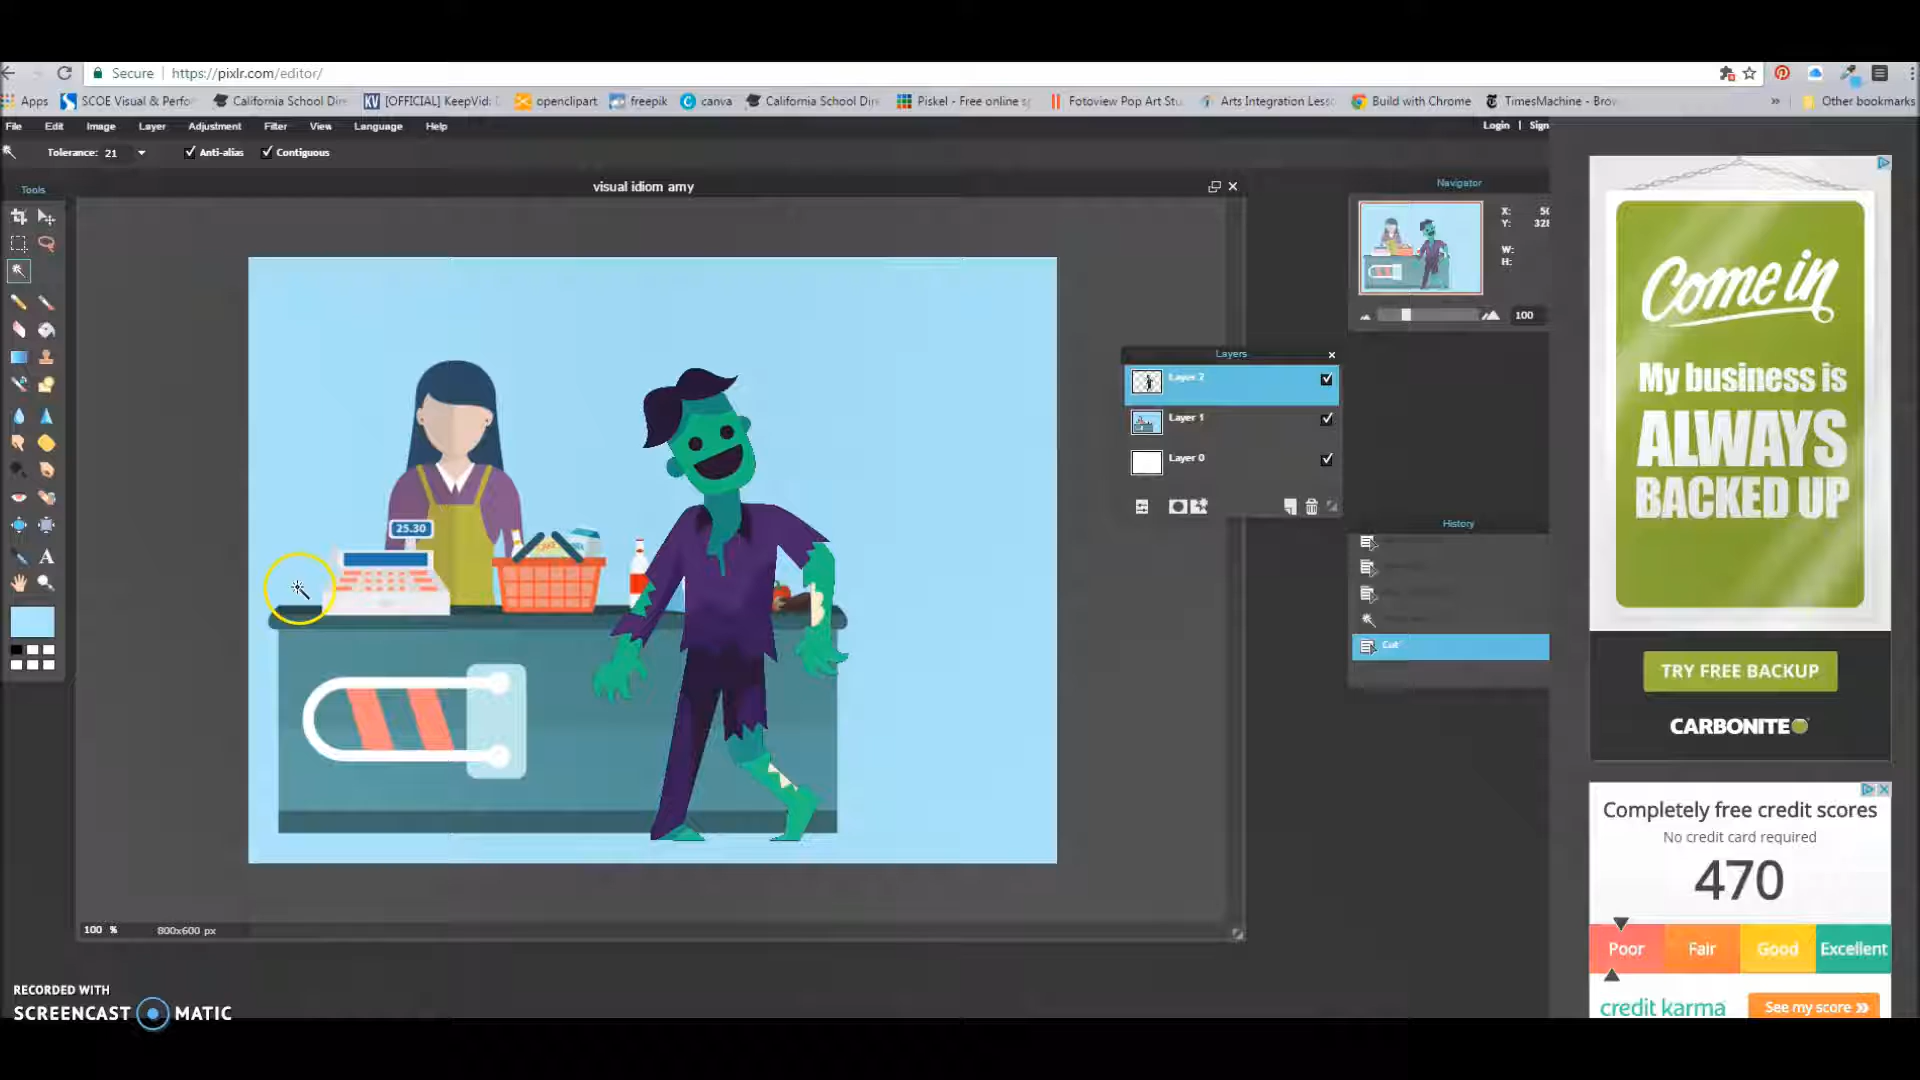 Secure | https://pixlr.com/editor/
Apps SCOE Visual & Perfo California School Dir [OFFICIAL] KeepVid: openclipart freepik canva California School Dir Piskel - Free online s Fotoview Pop Art Stu Arts Integration Less Build with Chrome TimesMachine - Brow » Other bookmarks
File Edit Image Layer Adjustment Filter View Language Help Login | Sign
Tolerance: 21 Anti-alias Contiguous
Tools
visual idiom amy
Navigator
X: 50
Y: 328
W:
H:
100
Layers
Layer 2
Layer 1
Layer 0
History
Cut
25.30
100 % 800x600 px
Come in
My business is
ALWAYS
BACKED UP
TRY FREE BACKUP
CARBONITE
Completely free credit scores
No credit card required
470
Poor Fair Good Excellent
credit karma See my score »
RECORDED WITH
SCREENCAST MATIC